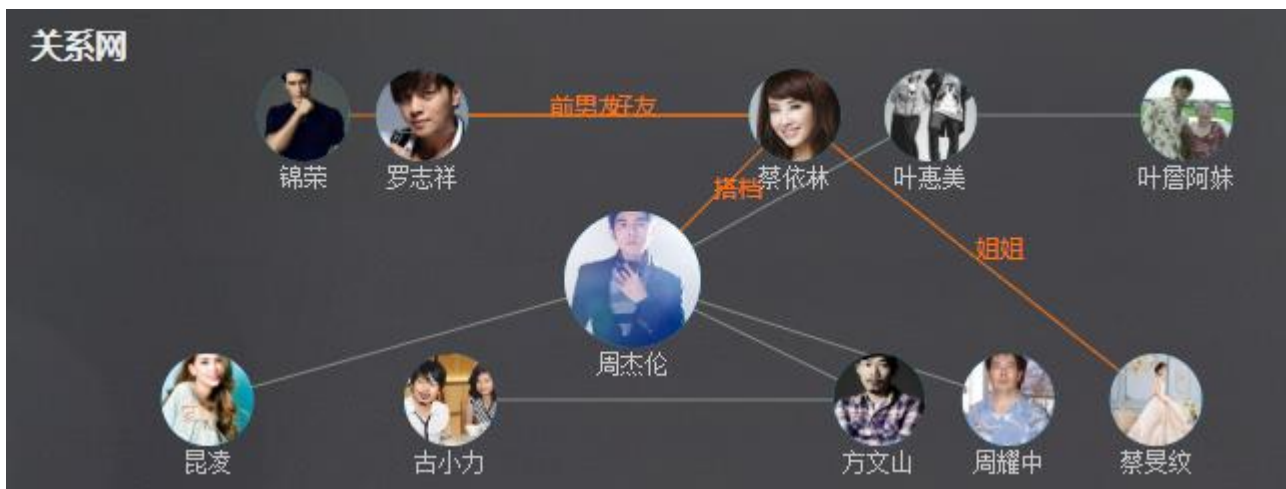 关系网
前男友好友
锦荣 罗志祥 蔡依林 叶惠美 叶詹阿妹
搭档
姐姐
周杰伦
昆凌 古小力 方文山 周耀中 蔡旻纹